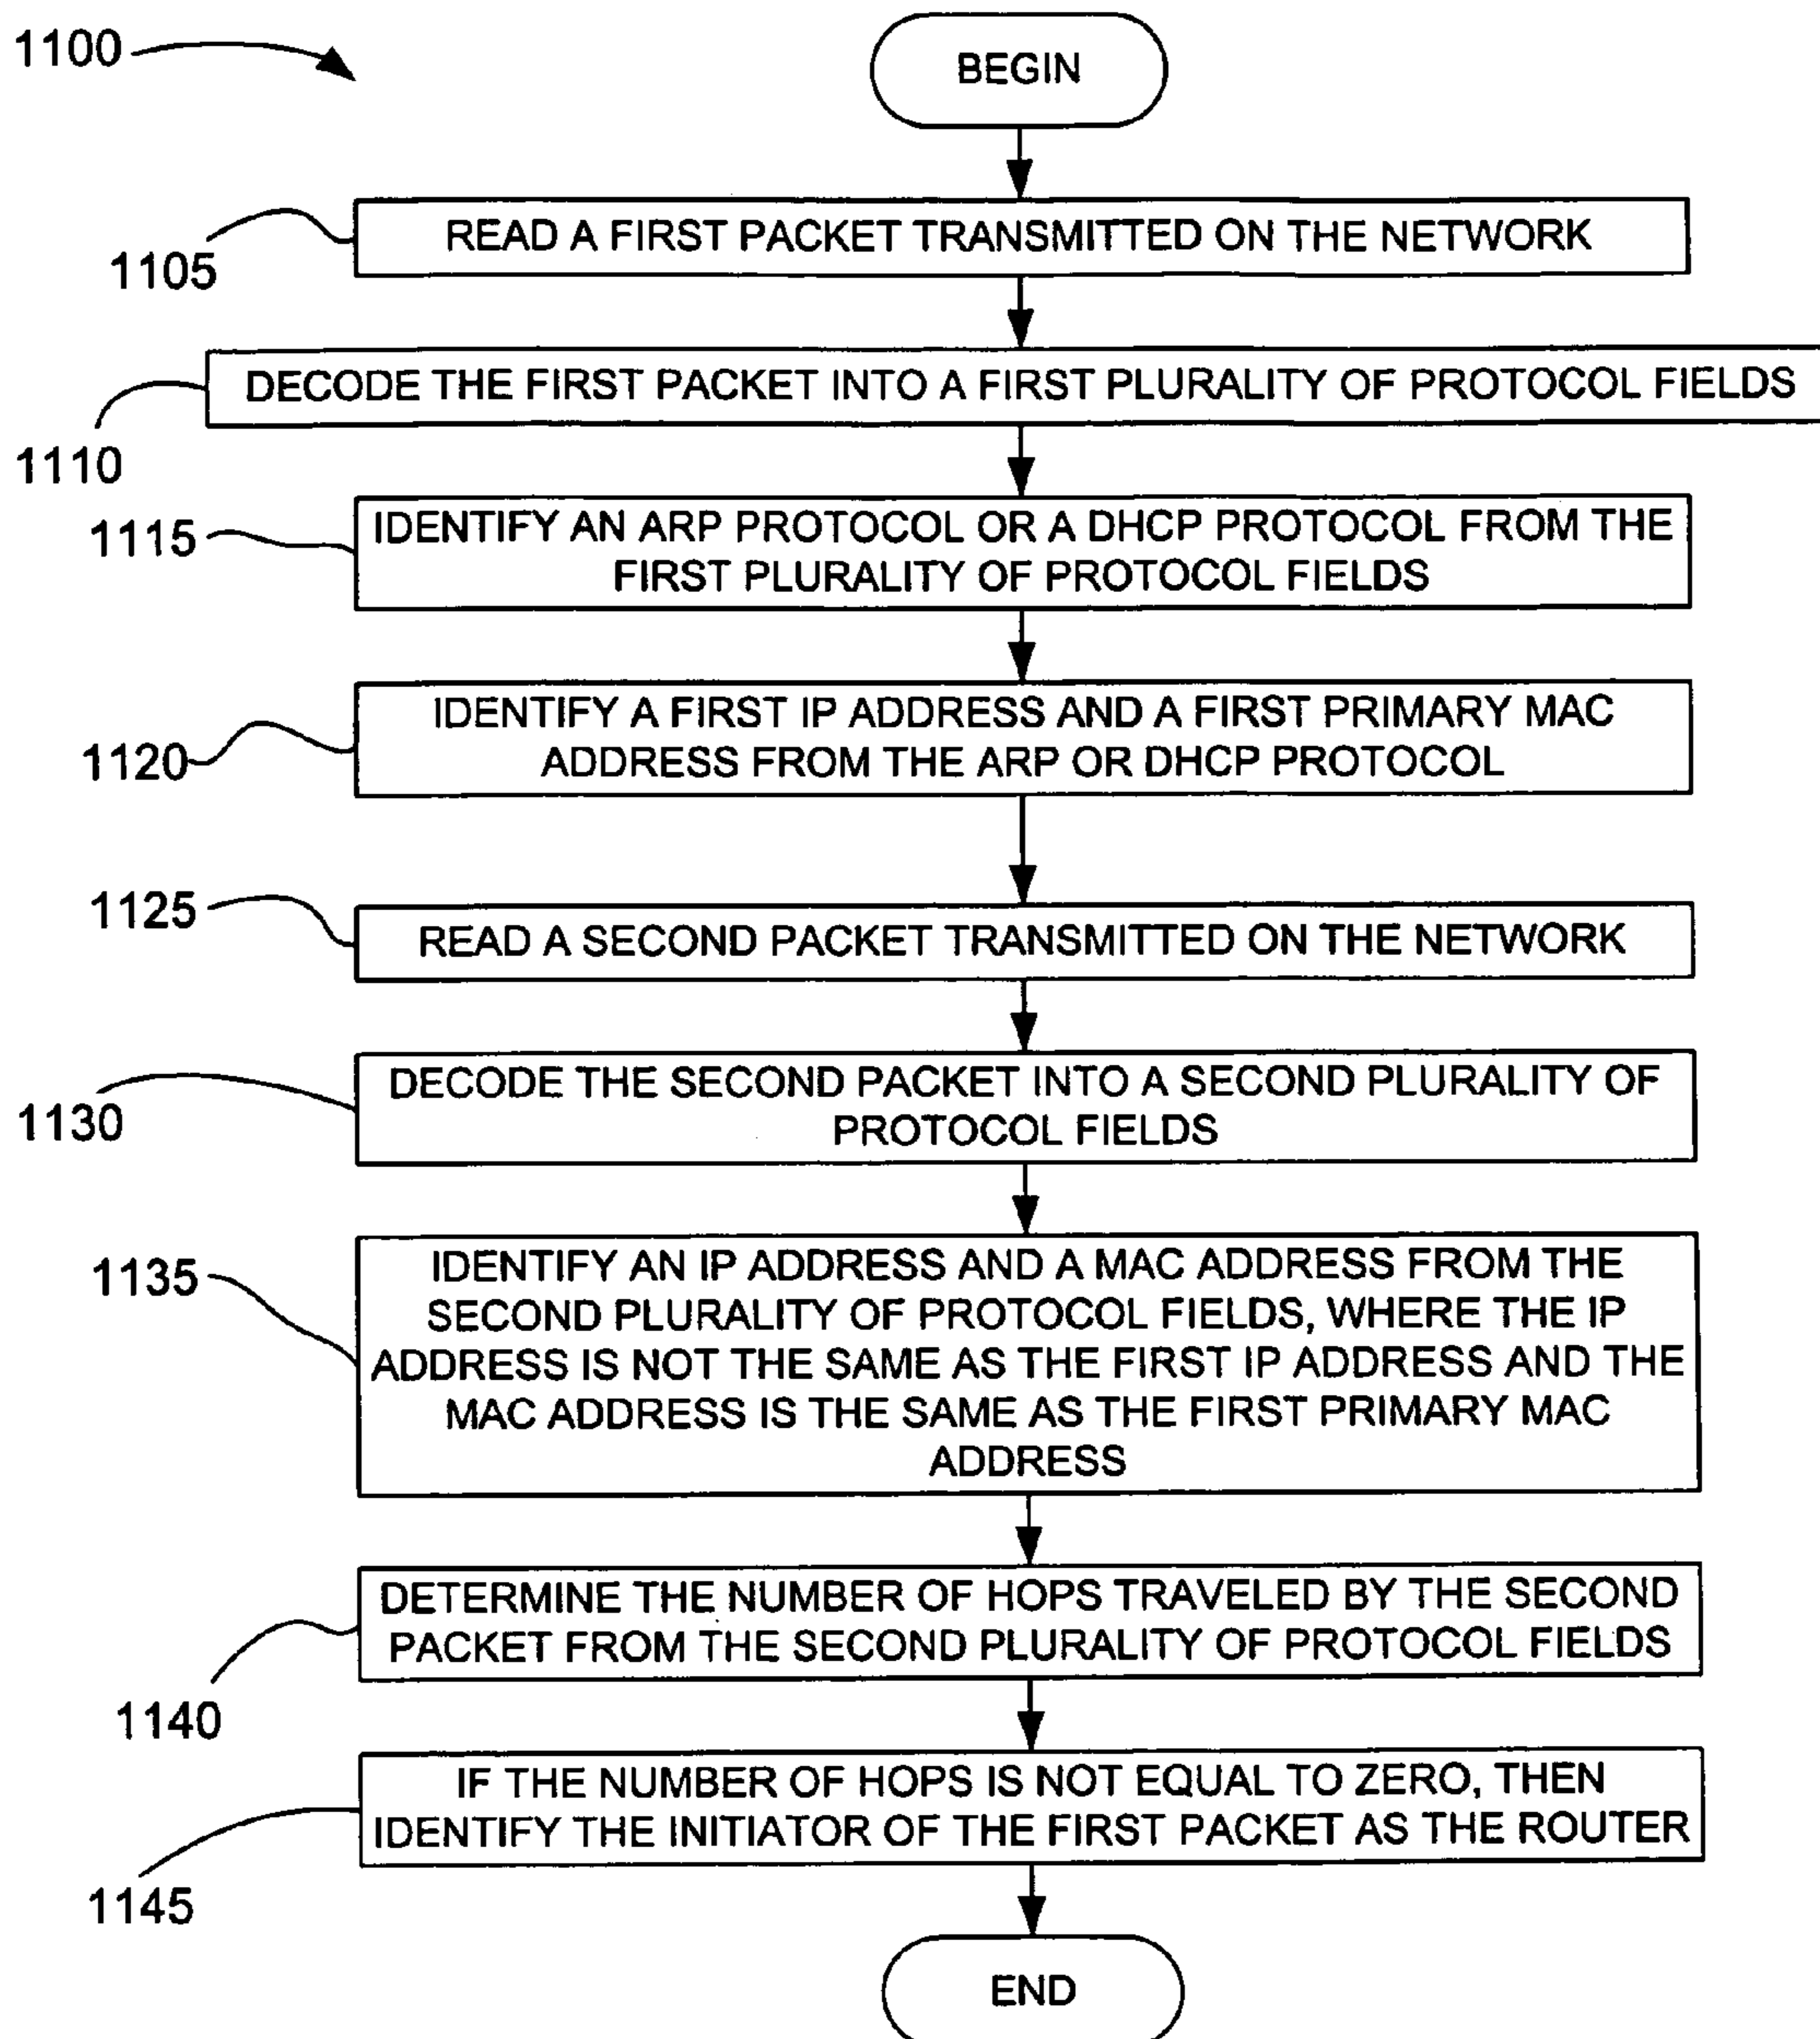 1100
BEGIN
1105
READ A FIRST PACKET TRANSMITTED ON THE NETWORK
1110
DECODE THE FIRST PACKET INTO A FIRST PLURALITY OF PROTOCOL FIELDS
1115
IDENTIFY AN ARP PROTOCOL OR A DHCP PROTOCOL FROM THE
FIRST PLURALITY OF PROTOCOL FIELDS
1120
IDENTIFY A FIRST IP ADDRESS AND A FIRST PRIMARY MAC
ADDRESS FROM THE ARP OR DHCP PROTOCOL
1125
READ A SECOND PACKET TRANSMITTED ON THE NETWORK
1130
DECODE THE SECOND PACKET INTO A SECOND PLURALITY OF
PROTOCOL FIELDS
1135
IDENTIFY AN IP ADDRESS AND A MAC ADDRESS FROM THE
SECOND PLURALITY OF PROTOCOL FIELDS, WHERE THE IP
ADDRESS IS NOT THE SAME AS THE FIRST IP ADDRESS AND THE
MAC ADDRESS IS THE SAME AS THE FIRST PRIMARY MAC
ADDRESS
1140
DETERMINE THE NUMBER OF HOPS TRAVELED BY THE SECOND
PACKET FROM THE SECOND PLURALITY OF PROTOCOL FIELDS
1145
IF THE NUMBER OF HOPS IS NOT EQUAL TO ZERO, THEN
IDENTIFY THE INITIATOR OF THE FIRST PACKET AS THE ROUTER
END